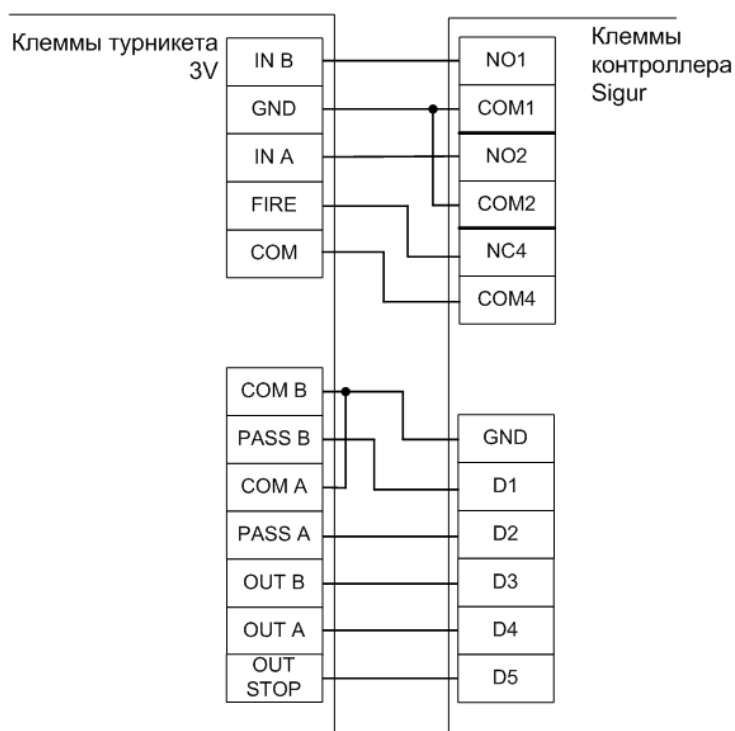 Клеммы турникета
3V
Клеммы
контроллера
Sigur
IN B
NO1
GND
COM1
IN A
NO2
FIRE
COM2
COM
NC4
COM4
COM B
PASS B
GND
COM A
D1
PASS A
D2
OUT B
D3
OUT A
D4
OUT
STOP
D5